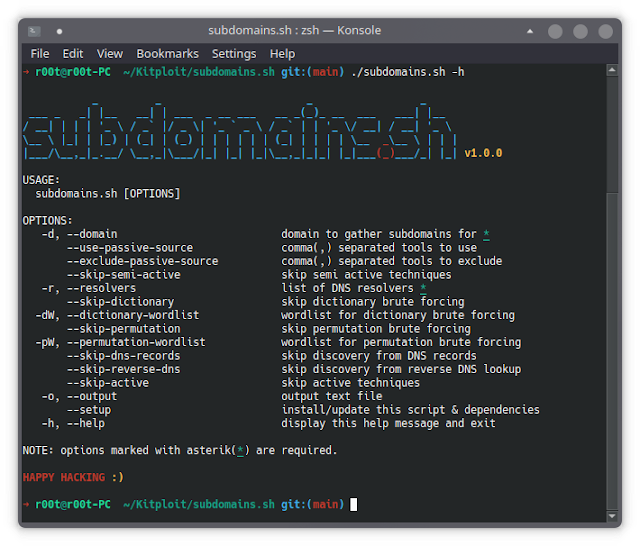 subdomains.sh : zsh — Konsole
File Edit View Bookmarks Settings Help
→ r00t@r00t-PC ~/Kitploit/subdomains.sh git:(main) ./subdomains.sh -h
subdomains.sh v1.0.0
USAGE:
subdomains.sh [OPTIONS]
OPTIONS:
-d, --domain domain to gather subdomains for *
--use-passive-source comma(,) separated tools to use
--exclude-passive-source comma(,) separated tools to exclude
--skip-semi-active skip semi active techniques
-r, --resolvers list of DNS resolvers *
--skip-dictionary skip dictionary brute forcing
-dW, --dictionary-wordlist wordlist for dictionary brute forcing
--skip-permutation skip permutation brute forcing
-pW, --permutation-wordlist wordlist for permutation brute forcing
--skip-dns-records skip discovery from DNS records
--skip-reverse-dns skip discovery from reverse DNS lookup
--skip-active skip active techniques
-o, --output output text file
--setup install/update this script & dependencies
-h, --help display this help message and exit
NOTE: options marked with asterik(*) are required.
HAPPY HACKING :)
→ r00t@r00t-PC ~/Kitploit/subdomains.sh git:(main)